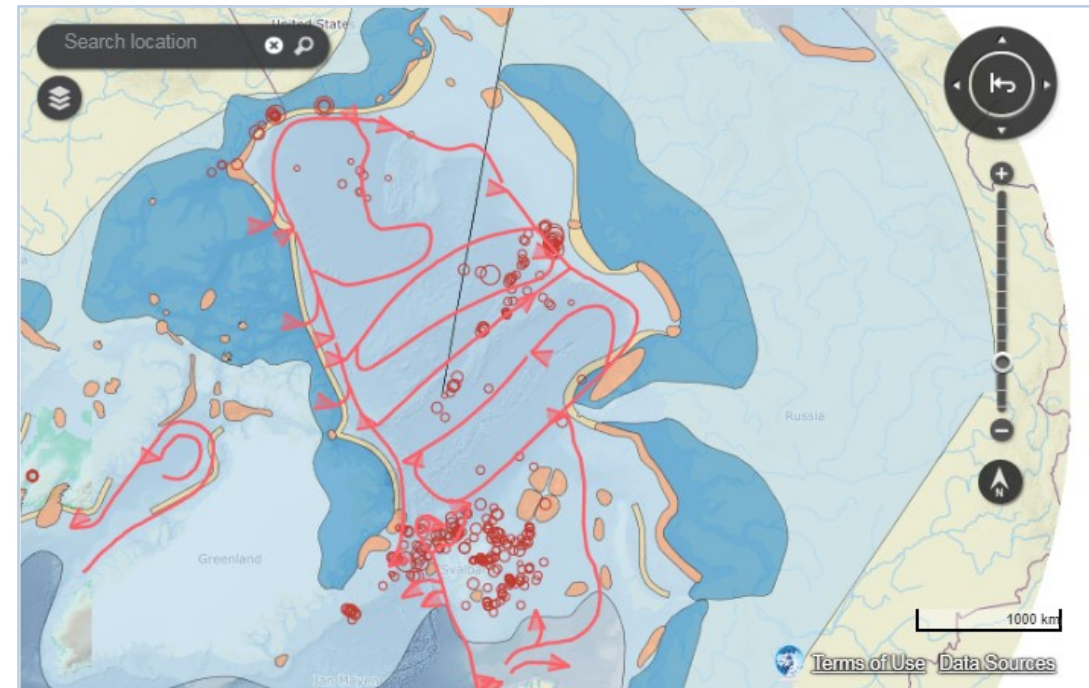 United States
Search location
Russia
Greenland
Svalbard
1000 km
Jan Mayen
Terms of Use Data Sources
N